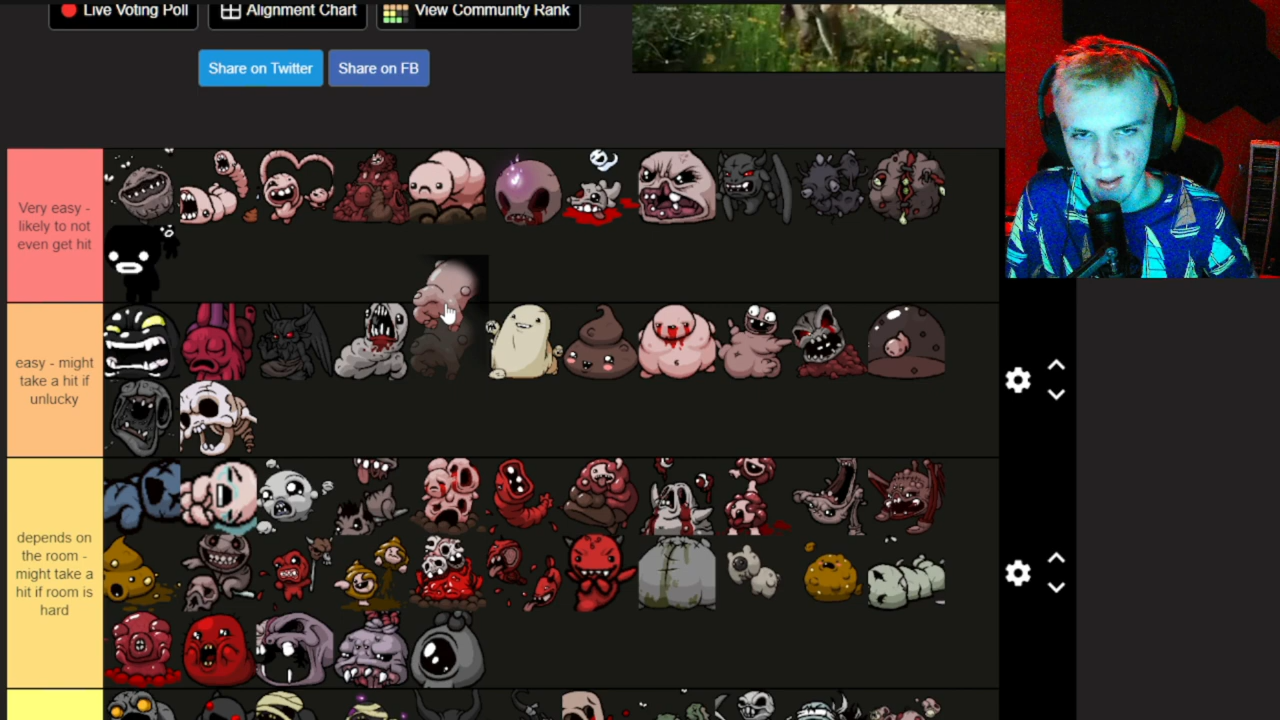 Live Voting Poll
Alignment Chart
View Community Rank
Share on Twitter
Share on FB
Very easy -
likely to not
even get hit
easy - might
take a hit if
unlucky
depends on
the room -
might take a
hit if room is
hard